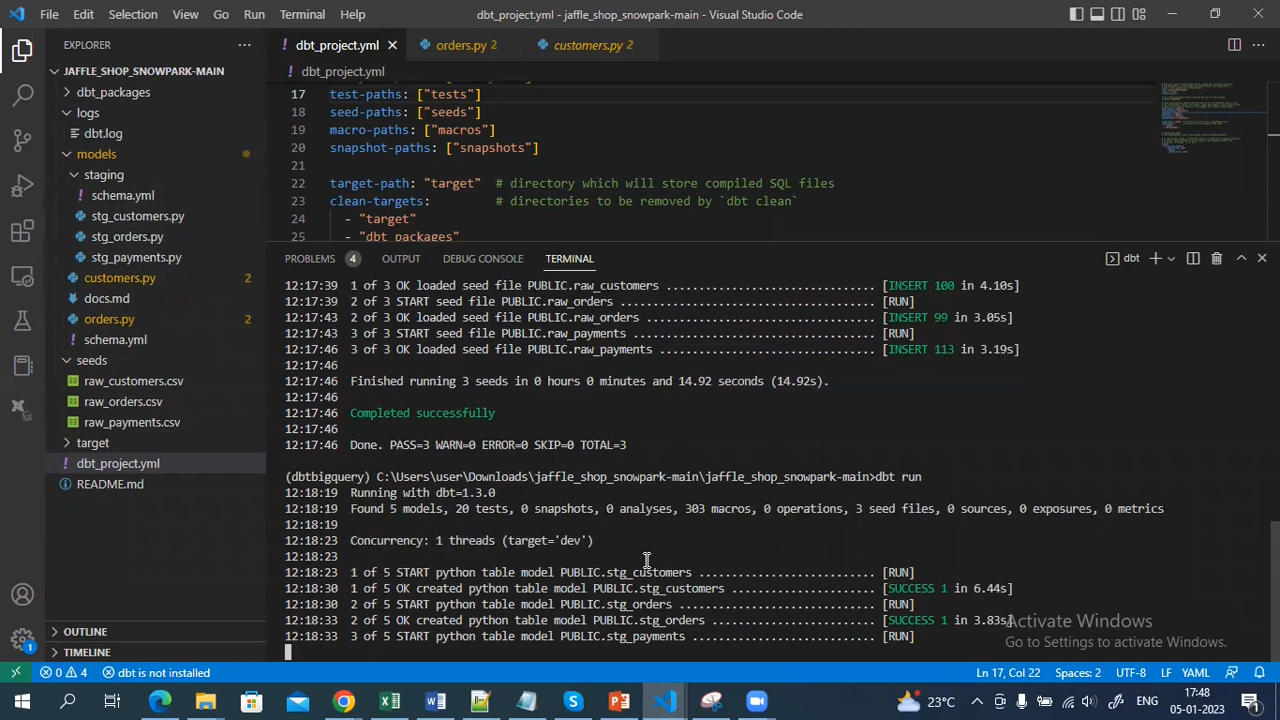 File Edit Selection View Go Run Terminal Help
dbt_project.yml - jaffle_shop_snowpark-main - Visual Studio Code
EXPLORER
JAFFLE_SHOP_SNOWPARK-MAIN
dbt_packages
logs
dbt.log
models
staging
schema.yml
stg_customers.py
stg_orders.py
stg_payments.py
customers.py 2
docs.md
orders.py 2
schema.yml
seeds
raw_customers.csv
raw_orders.csv
raw_payments.csv
target
dbt_project.yml
README.md
OUTLINE
TIMELINE
dbt_project.yml orders.py 2 customers.py 2
dbt_project.yml
17 test-paths: ["tests"]
18 seed-paths: ["seeds"]
19 macro-paths: ["macros"]
20 snapshot-paths: ["snapshots"]
21
22 target-path: "target" # directory which will store compiled SQL files
23 clean-targets: # directories to be removed by `dbt clean`
24 - "target"
25 - "dbt_packages"
PROBLEMS 4 OUTPUT DEBUG CONSOLE TERMINAL dbt
12:17:39 1 of 3 OK loaded seed file PUBLIC.raw_customers ................................ [INSERT 100 in 4.10s]
12:17:39 2 of 3 START seed file PUBLIC.raw_orders ....................................... [RUN]
12:17:43 2 of 3 OK loaded seed file PUBLIC.raw_orders ................................... [INSERT 99 in 3.05s]
12:17:43 3 of 3 START seed file PUBLIC.raw_payments ..................................... [RUN]
12:17:46 3 of 3 OK loaded seed file PUBLIC.raw_payments ................................. [INSERT 113 in 3.19s]
12:17:46
12:17:46 Finished running 3 seeds in 0 hours 0 minutes and 14.92 seconds (14.92s).
12:17:46
12:17:46 Completed successfully
12:17:46
12:17:46 Done. PASS=3 WARN=0 ERROR=0 SKIP=0 TOTAL=3
(dbtbigquery) C:\Users\user\Downloads\jaffle_shop_snowpark-main\jaffle_shop_snowpark-main>dbt run
12:18:19 Running with dbt=1.3.0
12:18:19 Found 5 models, 20 tests, 0 snapshots, 0 analyses, 303 macros, 0 operations, 3 seed files, 0 sources, 0 exposures, 0 metrics
12:18:19
12:18:23 Concurrency: 1 threads (target='dev')
12:18:23
12:18:23 1 of 5 START python table model PUBLIC.stg_customers ........................... [RUN]
12:18:30 1 of 5 OK created python table model PUBLIC.stg_customers ...................... [SUCCESS 1 in 6.44s]
12:18:30 2 of 5 START python table model PUBLIC.stg_orders .............................. [RUN]
12:18:33 2 of 5 OK created python table model PUBLIC.stg_orders ......................... [SUCCESS 1 in 3.83s]
12:18:33 3 of 5 START python table model PUBLIC.stg_payments ............................ [RUN]
Activate Windows
Go to Settings to activate Windows.
1
0 4 dbt is not installed Ln 17, Col 22 Spaces: 2 UTF-8 LF YAML
23°C ENG 17:48
05-01-2023
1